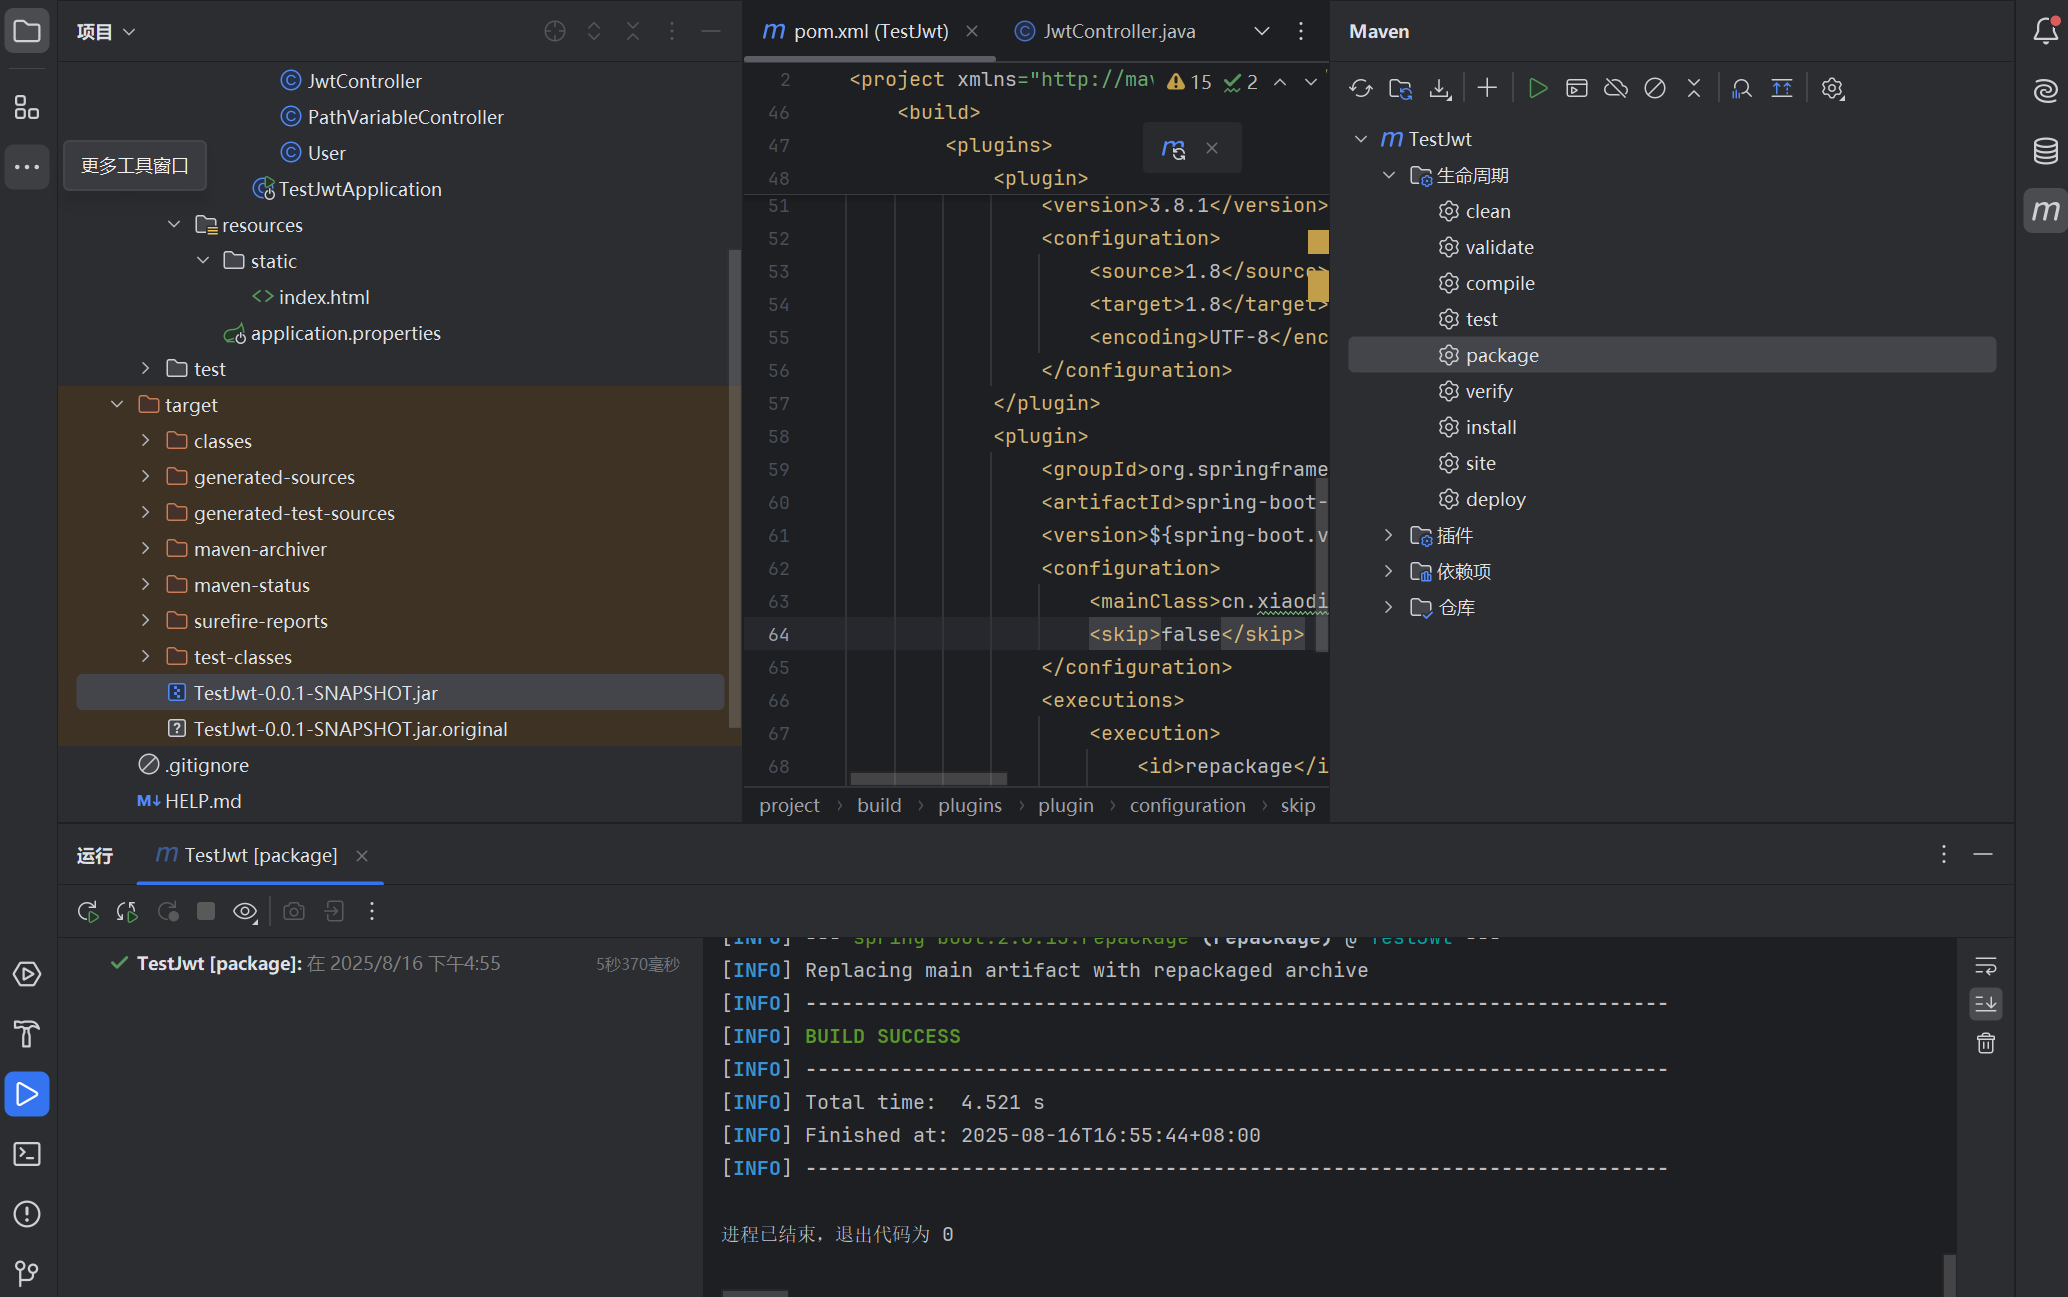 项目
JwtController
PathVariableController
User
TestJwtApplication
resources
static
index.html
application.properties
test
target
classes
generated-sources
generated-test-sources
maven-archiver
maven-status
surefire-reports
test-classes
TestJwt-0.0.1-SNAPSHOT.jar
TestJwt-0.0.1-SNAPSHOT.jar.original
.gitignore
HELP.md
更多工具窗口
pom.xml (TestJwt)
JwtController.java
15 2
2 <project xmlns="http://mav
46 <build>
47 <plugins>
48 <plugin>
51 <version>3.8.1</version>
52 <configuration>
53 <source>1.8</source>
54 <target>1.8</target>
55 <encoding>UTF-8</enc
56 </configuration>
57 </plugin>
58 <plugin>
59 <groupId>org.springframe
60 <artifactId>spring-boot-
61 <version>${spring-boot.v
62 <configuration>
63 <mainClass>cn.xiaodi
64 <skip>false</skip>
65 </configuration>
66 <executions>
67 <execution>
68 <id>repackage</i
project › build › plugins › plugin › configuration › skip
Maven
TestJwt
生命周期
clean
validate
compile
test
package
verify
install
site
deploy
插件
依赖项
仓库
运行
TestJwt [package]
TestJwt [package]: 在 2025/8/16 下午4:55 5秒370毫秒
[INFO] --- spring-boot:2.6.13:repackage (repackage) @ TestJwt ---
[INFO] Replacing main artifact with repackaged archive
[INFO] ------------------------------------------------------------------------
[INFO] BUILD SUCCESS
[INFO] ------------------------------------------------------------------------
[INFO] Total time:  4.521 s
[INFO] Finished at: 2025-08-16T16:55:44+08:00
[INFO] ------------------------------------------------------------------------
进程已结束，退出代码为 0